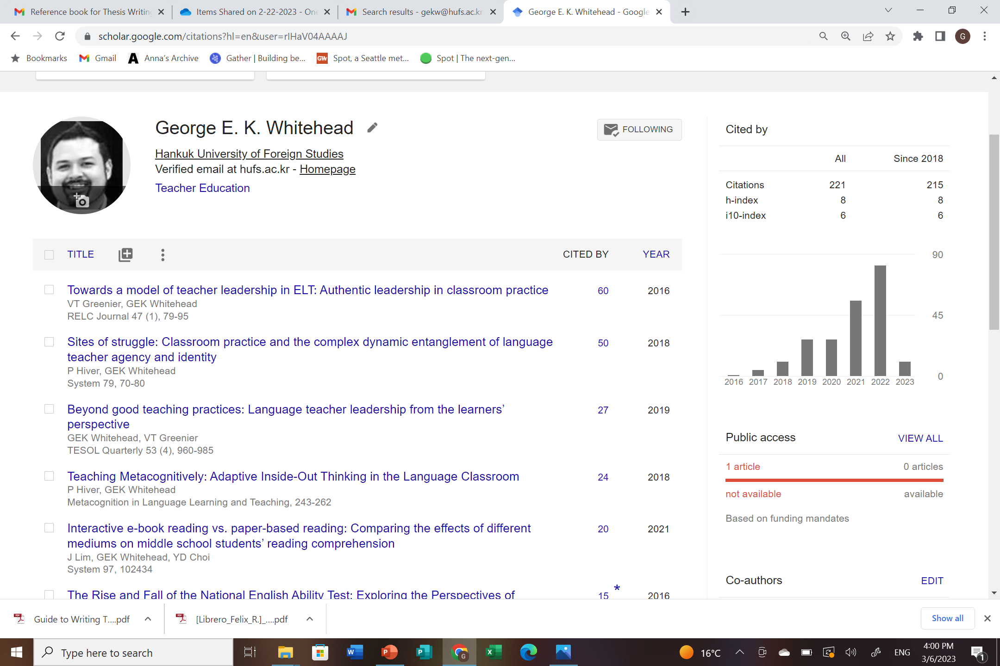 Reference book for Thesis Writing
Items Shared on 2-22-2023 - One
Search results - gekw@hufs.ac.kr
George E. K. Whitehead - Google
scholar.google.com/citations?hl=en&user=rIHaV04AAAAJ
G
Bookmarks
Gmail
Anna's Archive
Gather | Building be...
Spot, a Seattle met...
Spot | The next-gen...
George E. K. Whitehead
FOLLOWING
Hankuk University of Foreign Studies
Verified email at hufs.ac.kr - Homepage
Teacher Education
TITLE CITED BY YEAR
Towards a model of teacher leadership in ELT: Authentic leadership in classroom practice 60 2016
VT Greenier, GEK Whitehead
RELC Journal 47 (1), 79-95
Sites of struggle: Classroom practice and the complex dynamic entanglement of language 50 2018
teacher agency and identity
P Hiver, GEK Whitehead
System 79, 70-80
Beyond good teaching practices: Language teacher leadership from the learners’ 27 2019
perspective
GEK Whitehead, VT Greenier
TESOL Quarterly 53 (4), 960-985
Teaching Metacognitively: Adaptive Inside-Out Thinking in the Language Classroom 24 2018
P Hiver, GEK Whitehead
Metacognition in Language Learning and Teaching, 243-262
Interactive e-book reading vs. paper-based reading: Comparing the effects of different 20 2021
mediums on middle school students’ reading comprehension
J Lim, GEK Whitehead, YD Choi
System 97, 102434
The Rise and Fall of the National English Ability Test: Exploring the Perspectives of 15 * 2016
Cited by
All Since 2018
Citations 221 215
h-index 8 8
i10-index 6 6
90
45
0
2016 2017 2018 2019 2020 2021 2022 2023
Public access VIEW ALL
1 article 0 articles
not available available
Based on funding mandates
Co-authors EDIT
Guide to Writing T....pdf
[Librero_Felix_R.]_....pdf
Show all
Type here to search
16°C
ENG
4:00 PM
3/6/2023
1